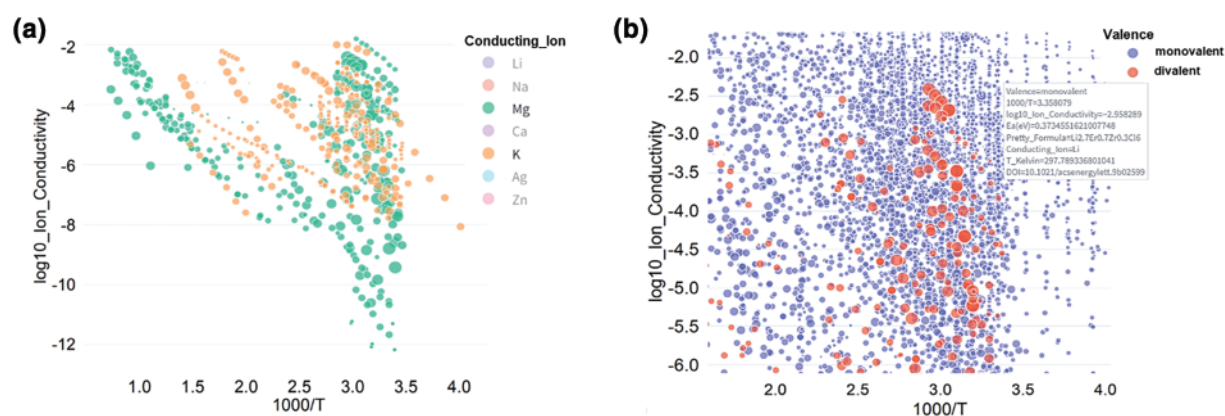 (a)
log10_Ion_Conductivity
-2
-4
-6
-8
-10
-12
1.0 1.5 2.0 2.5 3.0 3.5 4.0
1000/T
Conducting_Ion
Li
Na
Mg
Ca
K
Ag
Zn
(b)
log10_Ion_Conductivity
-2.0
-2.5
-3.0
-3.5
-4.0
-4.5
-5.0
-5.5
-6.0
2.0 2.5 3.0 3.5 4.0
1000/T
Valence
monovalent
divalent
Valence=monovalent
1000/T=3.358079
log10_Ion_Conductivity=−2.958289
Ea(eV)=0.3734551621007748
Pretty_Formula=Li2.7Er0.7Zr0.3Cl6
Conducting_Ion=Li
T_Kelvin=297.789336801041
DOI=10.1021/acsenergylett.9b02599